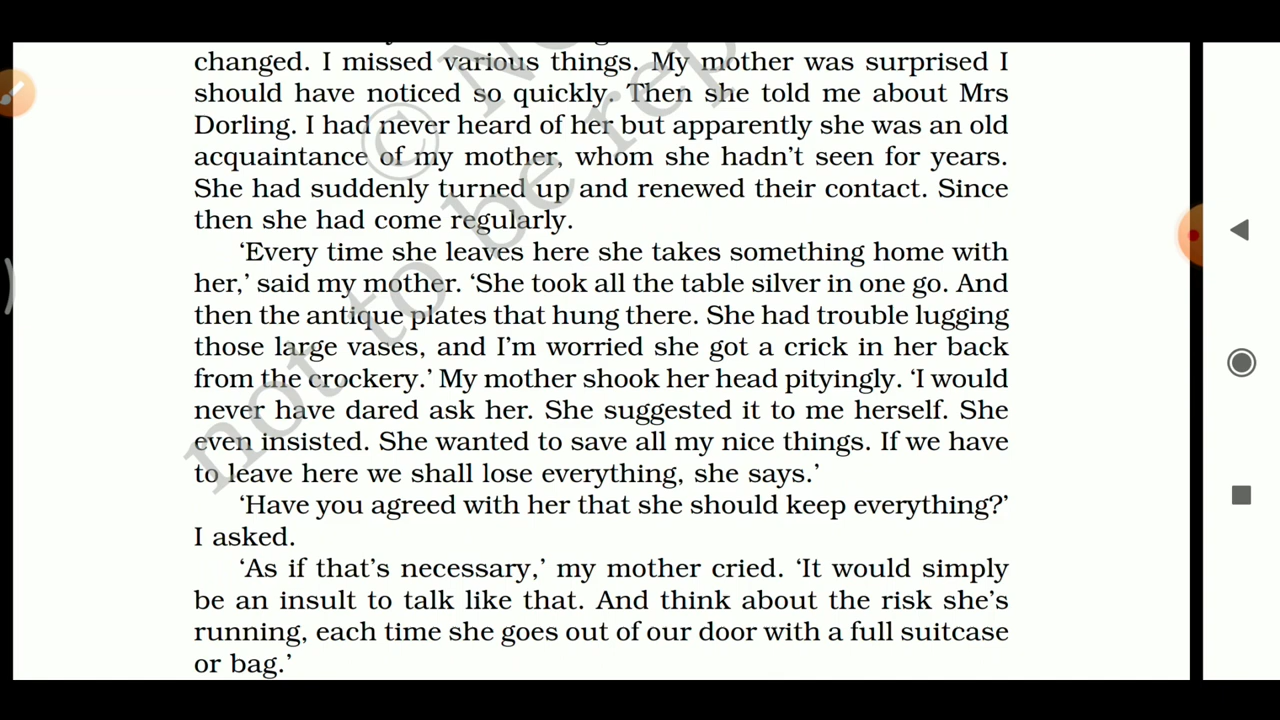 changed. I missed various things. My mother was surprised I
should have noticed so quickly. Then she told me about Mrs
Dorling. I had never heard of her but apparently she was an old
acquaintance of my mother, whom she hadn't seen for years.
She had suddenly turned up and renewed their contact. Since
then she had come regularly.
‘Every time she leaves here she takes something home with
her,’ said my mother. ‘She took all the table silver in one go. And
then the antique plates that hung there. She had trouble lugging
those large vases, and I'm worried she got a crick in her back
from the crockery.’ My mother shook her head pityingly. ‘I would
never have dared ask her. She suggested it to me herself. She
even insisted. She wanted to save all my nice things. If we have
to leave here we shall lose everything, she says.’
‘Have you agreed with her that she should keep everything?’
I asked.
‘As if that's necessary,’ my mother cried. ‘It would simply
be an insult to talk like that. And think about the risk she's
running, each time she goes out of our door with a full suitcase
or bag.’
©
not to be